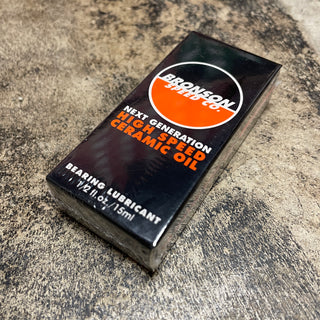 BRONSON
SPEED CO.
NEXT GENERATION
HIGH SPEED
CERAMIC OIL
BEARING LUBRICANT
1/2 fl.oz./15ml